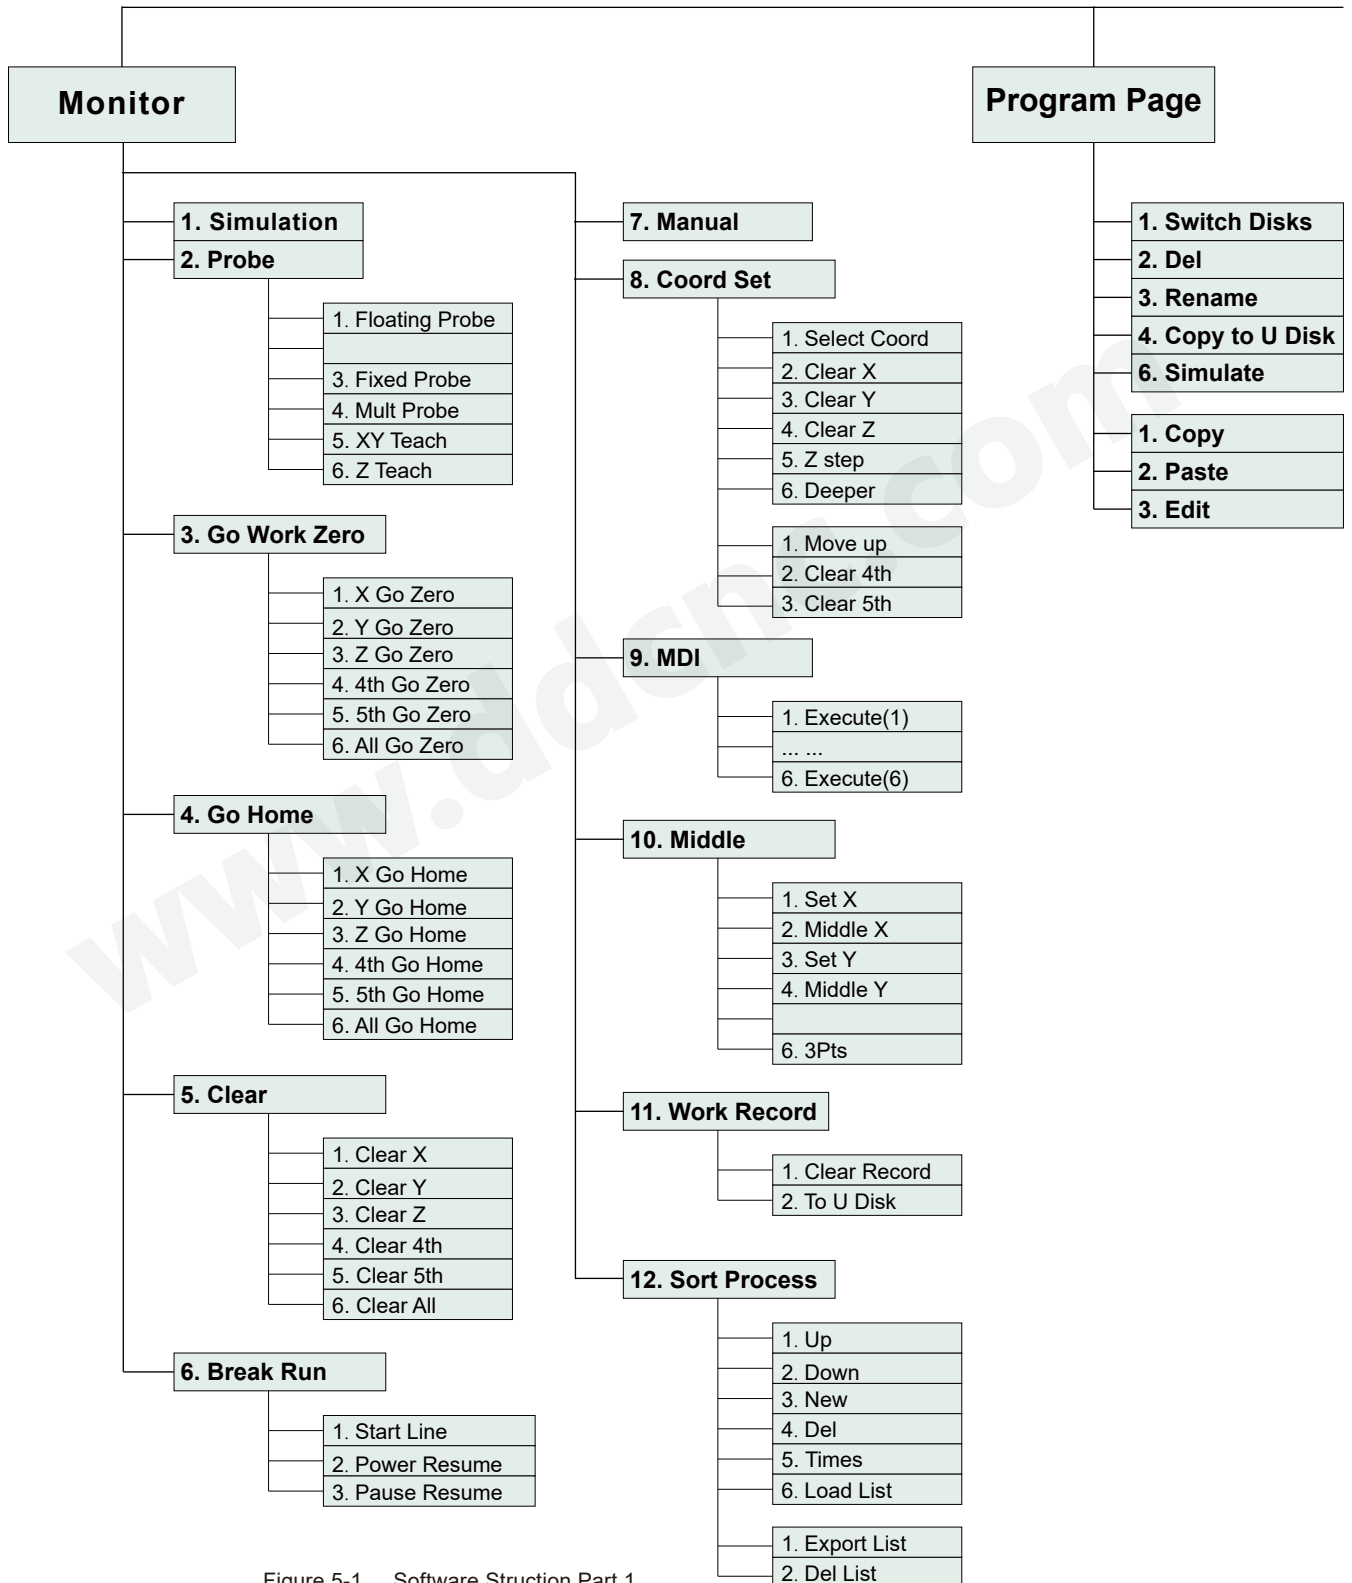 Monitor
1. Simulation
2. Probe
1. Floating Probe
3. Fixed Probe
4. Mult Probe
5. XY Teach
6. Z Teach
3. Go Work Zero
1. X Go Zero
2. Y Go Zero
3. Z Go Zero
4. 4th Go Zero
5. 5th Go Zero
6. All Go Zero
4. Go Home
1. X Go Home
2. Y Go Home
3. Z Go Home
4. 4th Go Home
5. 5th Go Home
6. All Go Home
5. Clear
1. Clear X
2. Clear Y
3. Clear Z
4. Clear 4th
5. Clear 5th
6. Clear All
6. Break Run
1. Start Line
2. Power Resume
3. Pause Resume
7. Manual
8. Coord Set
1. Select Coord
2. Clear X
3. Clear Y
4. Clear Z
5. Z step
6. Deeper
1. Move up
2. Clear 4th
3. Clear 5th
9. MDI
1. Execute(1)
... ...
6. Execute(6)
10. Middle
1. Set X
2. Middle X
3. Set Y
4. Middle Y
6. 3Pts
11. Work Record
1. Clear Record
2. To U Disk
12. Sort Process
1. Up
2. Down
3. New
4. Del
5. Times
6. Load List
1. Export List
2. Del List
Program Page
1. Switch Disks
2. Del
3. Rename
4. Copy to U Disk
6. Simulate
1. Copy
2. Paste
3. Edit
www.ddcnc.com
Figure 5-1 Software Struction Part 1